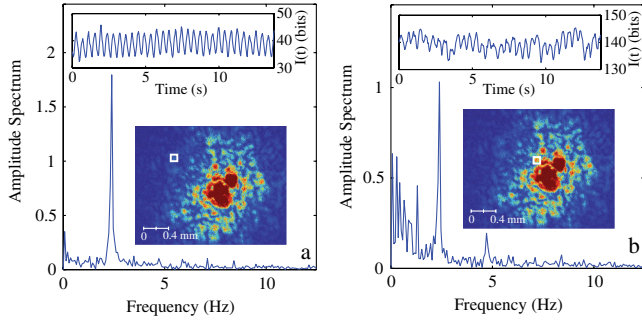 50
40
30
I(t) (bits)
0
5
10
Time (s)
2
1.5
1
0.5
0
Amplitude Spectrum
0 0.4 mm
a
0
5
10
Frequency (Hz)
150
140
130
I(t) (bits)
0
5
10
Time (s)
1
0.5
0
Amplitude Spectrum
0 0.4 mm
b
0
5
10
Frequency (Hz)